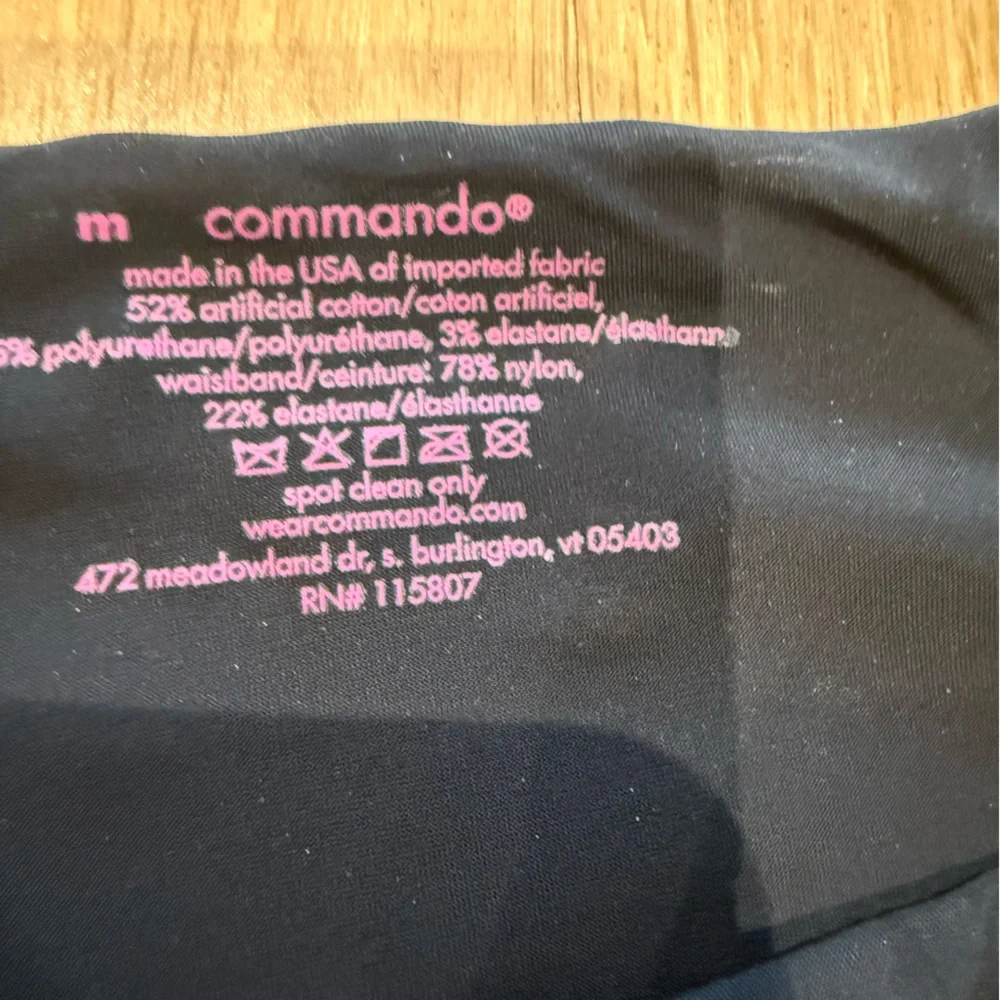 m commando®
made in the USA of imported fabric
52% artificial cotton/coton artificiel,
5% polyurethane/polyuréthane, 3% elastane/élasthanne
waistband/ceinture: 78% nylon,
22% elastane/élasthanne
spot clean only
wearcommando.com
472 meadowland dr, s. burlington, vt 05403
RN# 115807